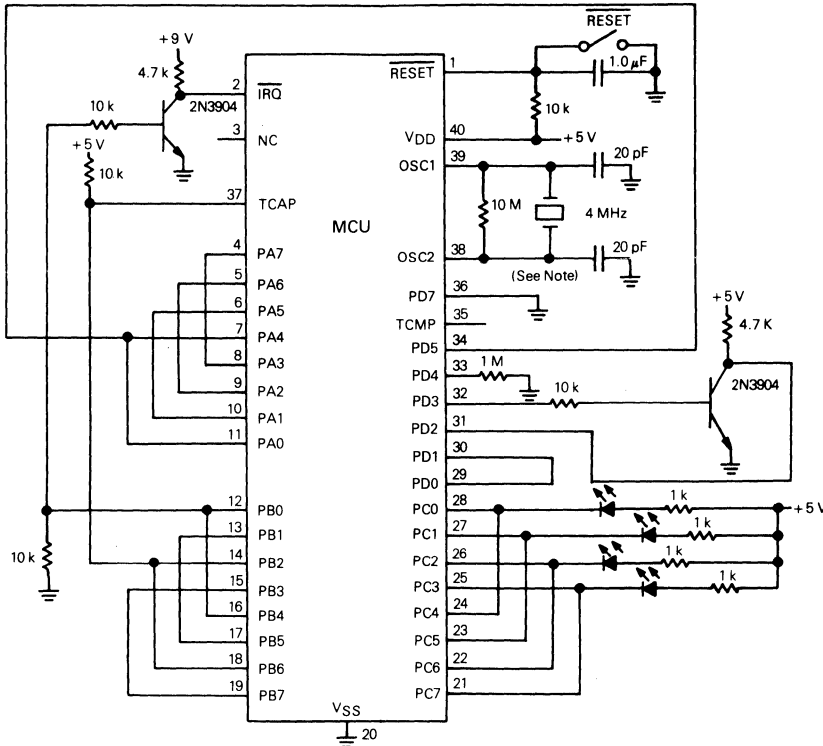 RESET
+9 V
1
RESET
1.0 µF
4.7 k
2
IRQ
2N3904
10 k
10 k
3
NC
VDD
40
+5 V
+5 V
10 k
OSC1
39
20 pF
37
TCAP
10 M
4 MHz
MCU
4
PA7
OSC2
38
20 pF
5
PA6
(See Note)
PD7
36
6
PA5
+5 V
7
PA4
TCMP
35
4.7 K
8
PA3
PD5
34
9
PA2
PD4
33
1 M
10
PA1
PD3
32
10 k
2N3904
11
PA0
PD2
31
PD1
30
PD0
29
12
PB0
PC0
28
1 k
+5 V
13
PB1
PC1
27
1 k
10 k
14
PB2
PC2
26
1 k
15
PB3
PC3
25
1 k
16
PB4
PC4
24
17
PB5
PC5
23
18
PB6
PC6
22
19
PB7
PC7
21
VSS
20